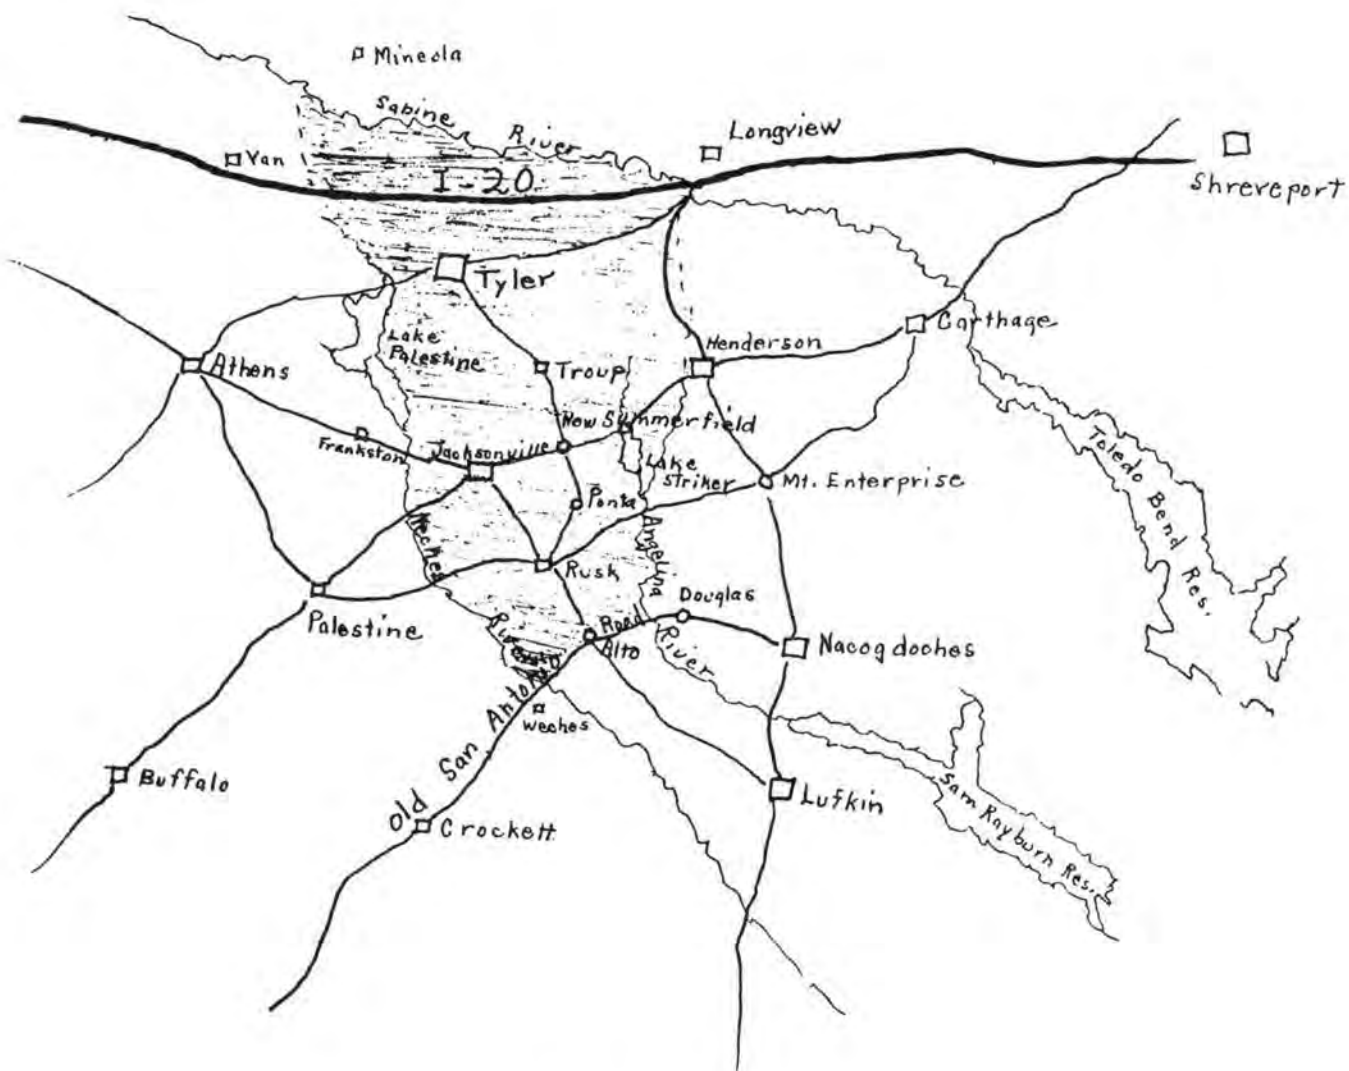 Mineola
Sabine
River
Longview
Van
I-20
Shreveport
Tyler
Carthage
Lake
Palestine
Henderson
Athens
Troup
New Summerfield
Frankston
Jacksonville
Lake
Striker
Mt. Enterprise
Toledo Bend
Res.
Ponta
Neches
Angelina
Rusk
Douglas
Palestine
River
Road
Alto
River
Nacogdoches
Old San Antonio
Weches
Buffalo
Lufkin
Sam Rayburn Res.
Crockett